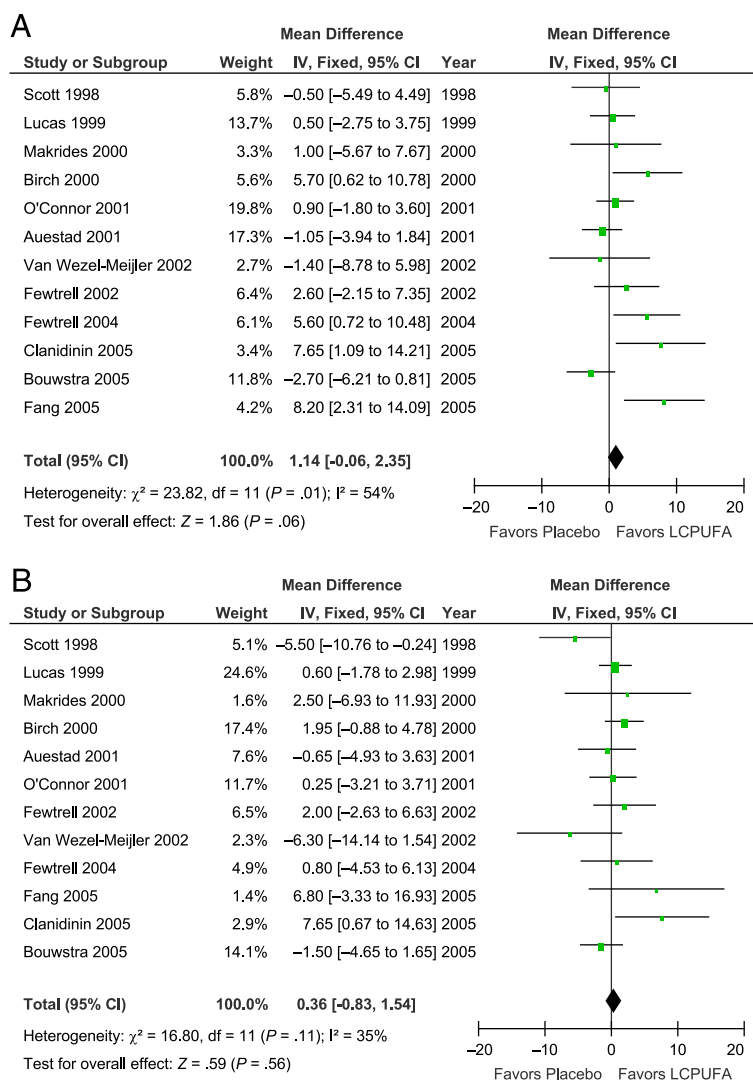 A
Mean Difference Mean Difference
Study or Subgroup Weight IV, Fixed, 95% CI Year IV, Fixed, 95% CI
Scott 1998 5.8% −0.50 [−5.49 to 4.49] 1998
Lucas 1999 13.7% 0.50 [−2.75 to 3.75] 1999
Makrides 2000 3.3% 1.00 [−5.67 to 7.67] 2000
Birch 2000 5.6% 5.70 [0.62 to 10.78] 2000
O'Connor 2001 19.8% 0.90 [−1.80 to 3.60] 2001
Auestad 2001 17.3% −1.05 [−3.94 to 1.84] 2001
Van Wezel-Meijler 2002 2.7% −1.40 [−8.78 to 5.98] 2002
Fewtrell 2002 6.4% 2.60 [−2.15 to 7.35] 2002
Fewtrell 2004 6.1% 5.60 [0.72 to 10.48] 2004
Clanidinin 2005 3.4% 7.65 [1.09 to 14.21] 2005
Bouwstra 2005 11.8% −2.70 [−6.21 to 0.81] 2005
Fang 2005 4.2% 8.20 [2.31 to 14.09] 2005
Total (95% CI) 100.0% 1.14 [-0.06, 2.35]
Heterogeneity: χ² = 23.82, df = 11 (P = .01); I² = 54%
Test for overall effect: Z = 1.86 (P = .06)
−20 −10 0 10 20
Favors Placebo Favors LCPUFA
B
Mean Difference Mean Difference
Study or Subgroup Weight IV, Fixed, 95% CI Year IV, Fixed, 95% CI
Scott 1998 5.1% −5.50 [−10.76 to −0.24] 1998
Lucas 1999 24.6% 0.60 [−1.78 to 2.98] 1999
Makrides 2000 1.6% 2.50 [−6.93 to 11.93] 2000
Birch 2000 17.4% 1.95 [−0.88 to 4.78] 2000
Auestad 2001 7.6% −0.65 [−4.93 to 3.63] 2001
O'Connor 2001 11.7% 0.25 [−3.21 to 3.71] 2001
Fewtrell 2002 6.5% 2.00 [−2.63 to 6.63] 2002
Van Wezel-Meijler 2002 2.3% −6.30 [−14.14 to 1.54] 2002
Fewtrell 2004 4.9% 0.80 [−4.53 to 6.13] 2004
Fang 2005 1.4% 6.80 [−3.33 to 16.93] 2005
Clanidinin 2005 2.9% 7.65 [0.67 to 14.63] 2005
Bouwstra 2005 14.1% −1.50 [−4.65 to 1.65] 2005
Total (95% CI) 100.0% 0.36 [-0.83, 1.54]
Heterogeneity: χ² = 16.80, df = 11 (P = .11); I² = 35%
Test for overall effect: Z = .59 (P = .56)
−20 −10 0 10 20
Favors Placebo Favors LCPUFA